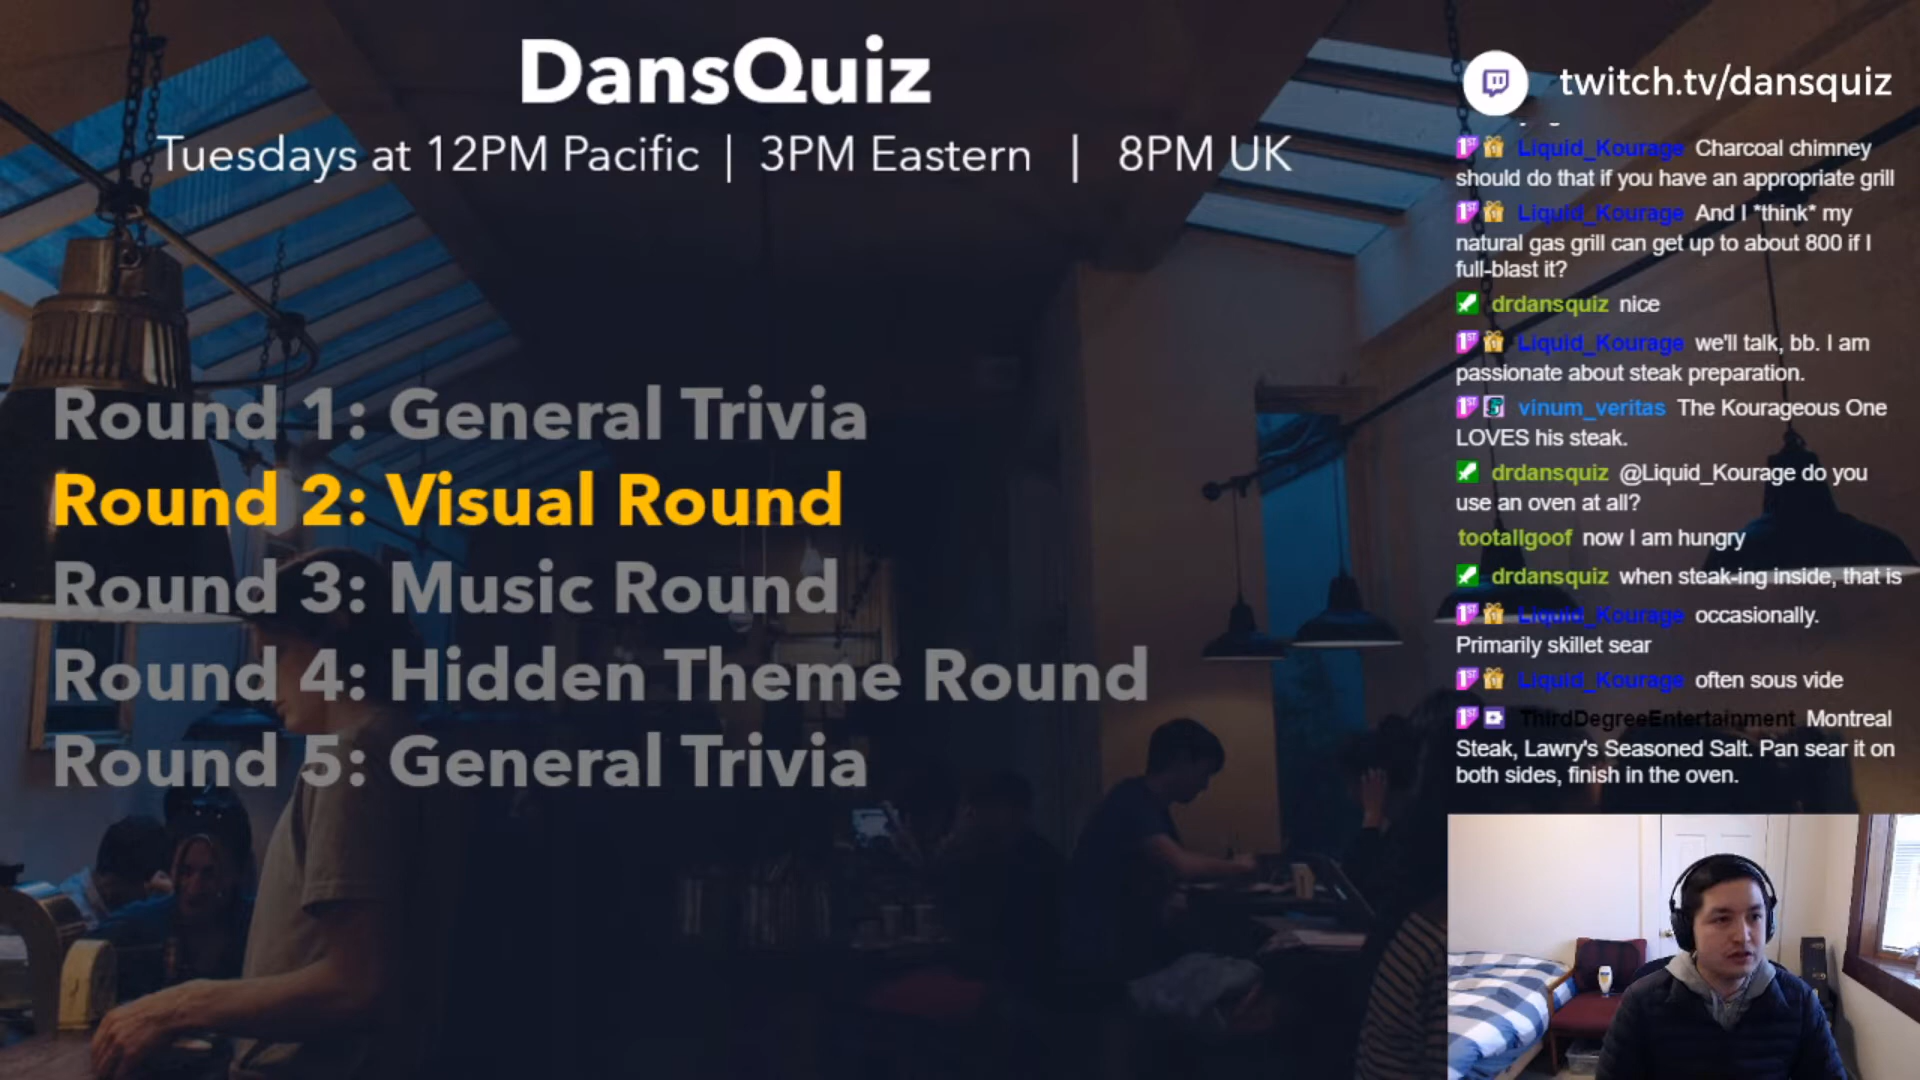 DansQuiz
Tuesdays at 12PM Pacific | 3PM Eastern | 8PM UK
Round 1: General Trivia
Round 2: Visual Round
Round 3: Music Round
Round 4: Hidden Theme Round
Round 5: General Trivia
twitch.tv/dansquiz
Liquid_Kourage Charcoal chimney
should do that if you have an appropriate grill
Liquid_Kourage And I *think* my
natural gas grill can get up to about 800 if I
full-blast it?
drdansquiz nice
Liquid_Kourage we'll talk, bb. I am
passionate about steak preparation.
vinum_veritas The Kourageous One
LOVES his steak.
drdansquiz @Liquid_Kourage do you
use an oven at all?
tootallgoof now I am hungry
drdansquiz when steak-ing inside, that is
Liquid_Kourage occasionally.
Primarily skillet sear
Liquid_Kourage often sous vide
ThirdDegreeEntertainment Montreal
Steak, Lawry's Seasoned Salt. Pan sear it on
both sides, finish in the oven.